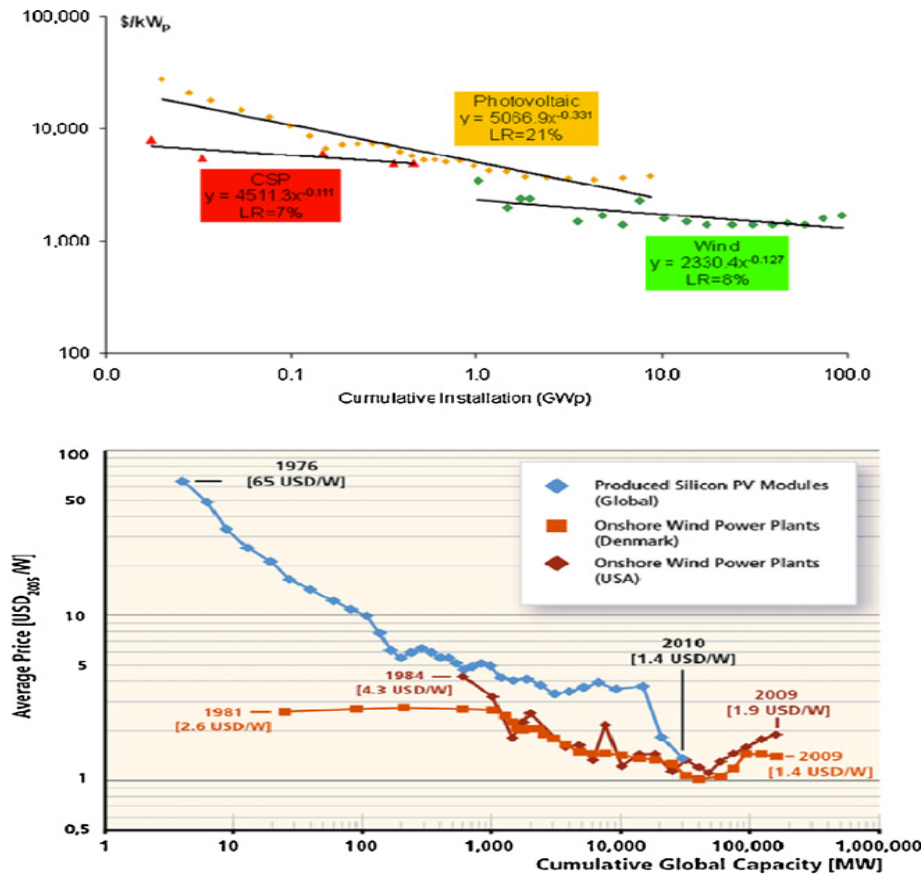 100,000
$/kWp
10,000
1,000
100
Photovoltaic
y = 5066.9x-0.331
LR=21%
CSP
y = 4511.3x-0.111
LR=7%
Wind
y = 2330.4x-0.127
LR=8%
0.0 0.1 1.0 10.0 100.0
Cumulative Installation (GWp)
100
50
10
5
1
0,5
Average Price [USD2005/W]
1976
[65 USD/W]
Produced Silicon PV Modules
(Global)
Onshore Wind Power Plants
(Denmark)
Onshore Wind Power Plants
(USA)
2010
[1.4 USD/W]
1984
[4.3 USD/W]
1981
[2.6 USD/W]
2009
[1.9 USD/W]
2009
[1.4 USD/W]
1 10 100 1,000 10,000 100,000 1,000,000
Cumulative Global Capacity [MW]